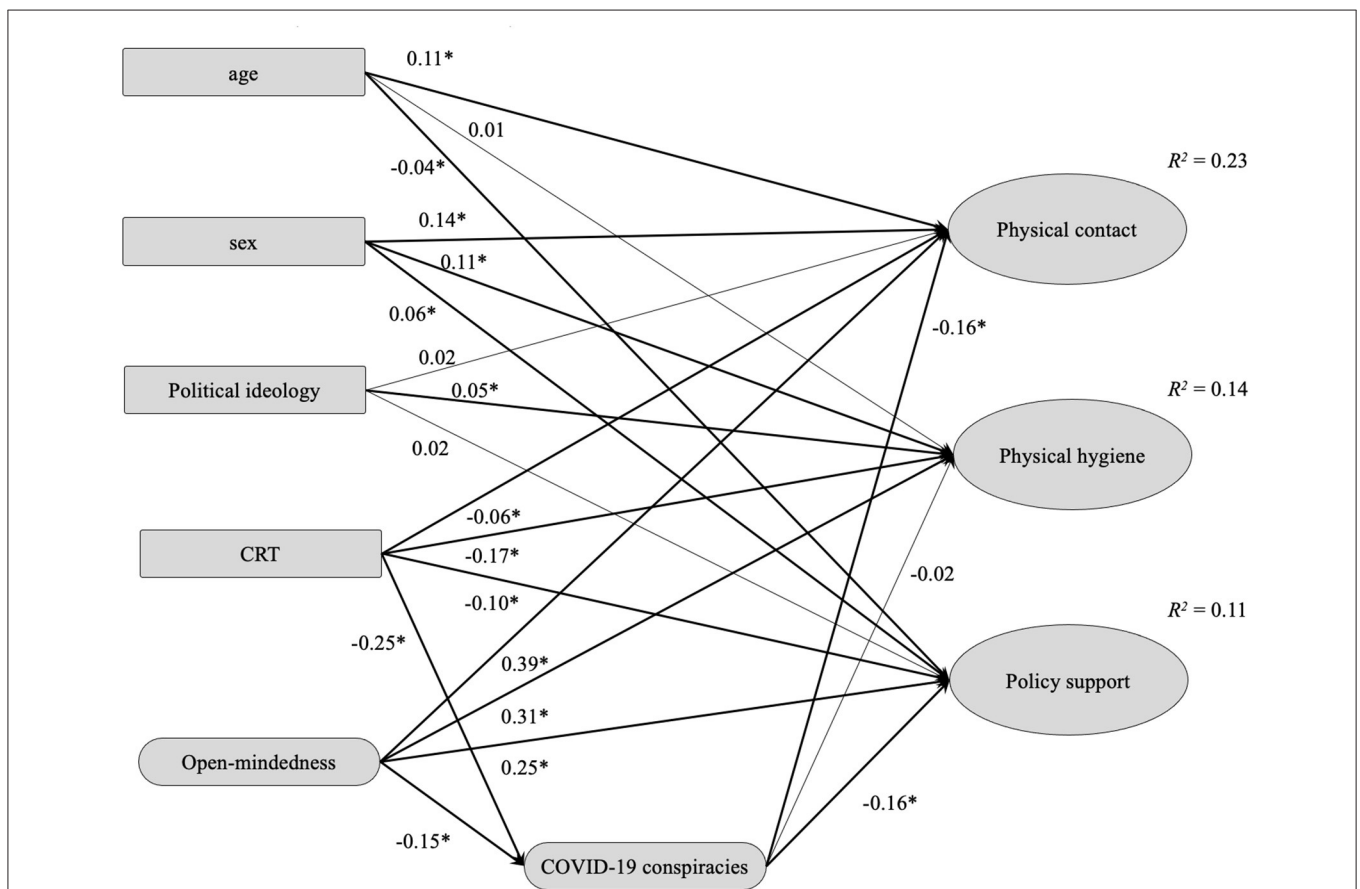 0.11*
age
0.01
R² = 0.23
-0.04*
0.14*
sex
Physical contact
0.11*
0.06*
-0.16*
0.02
Political ideology
0.05*
R² = 0.14
0.02
Physical hygiene
-0.06*
CRT
-0.17*
-0.02
-0.10*
R² = 0.11
-0.25*
0.39*
Policy support
0.31*
Open-mindedness
0.25*
-0.16*
-0.15*
COVID-19 conspiracies